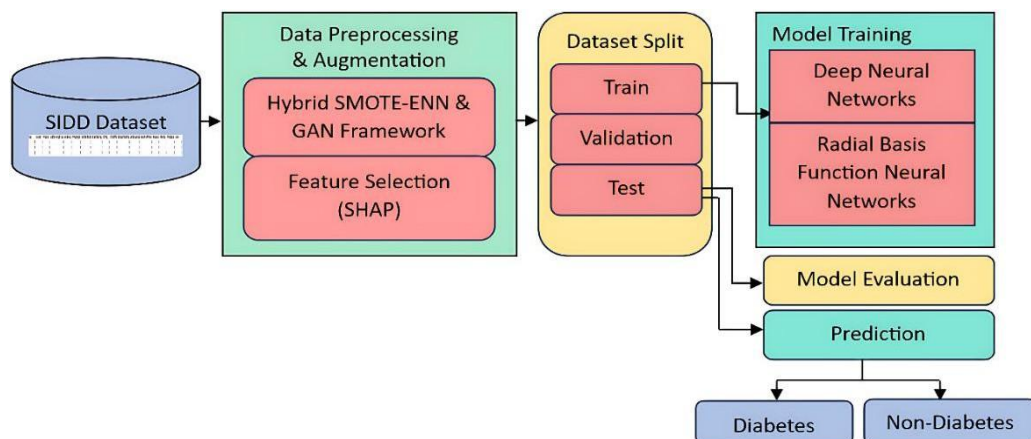 SIDD Dataset
Data Preprocessing
& Augmentation
Hybrid SMOTE-ENN &
GAN Framework
Feature Selection
(SHAP)
Dataset Split
Train
Validation
Test
Model Training
Deep Neural
Networks
Radial Basis
Function Neural
Networks
Model Evaluation
Prediction
Diabetes
Non-Diabetes